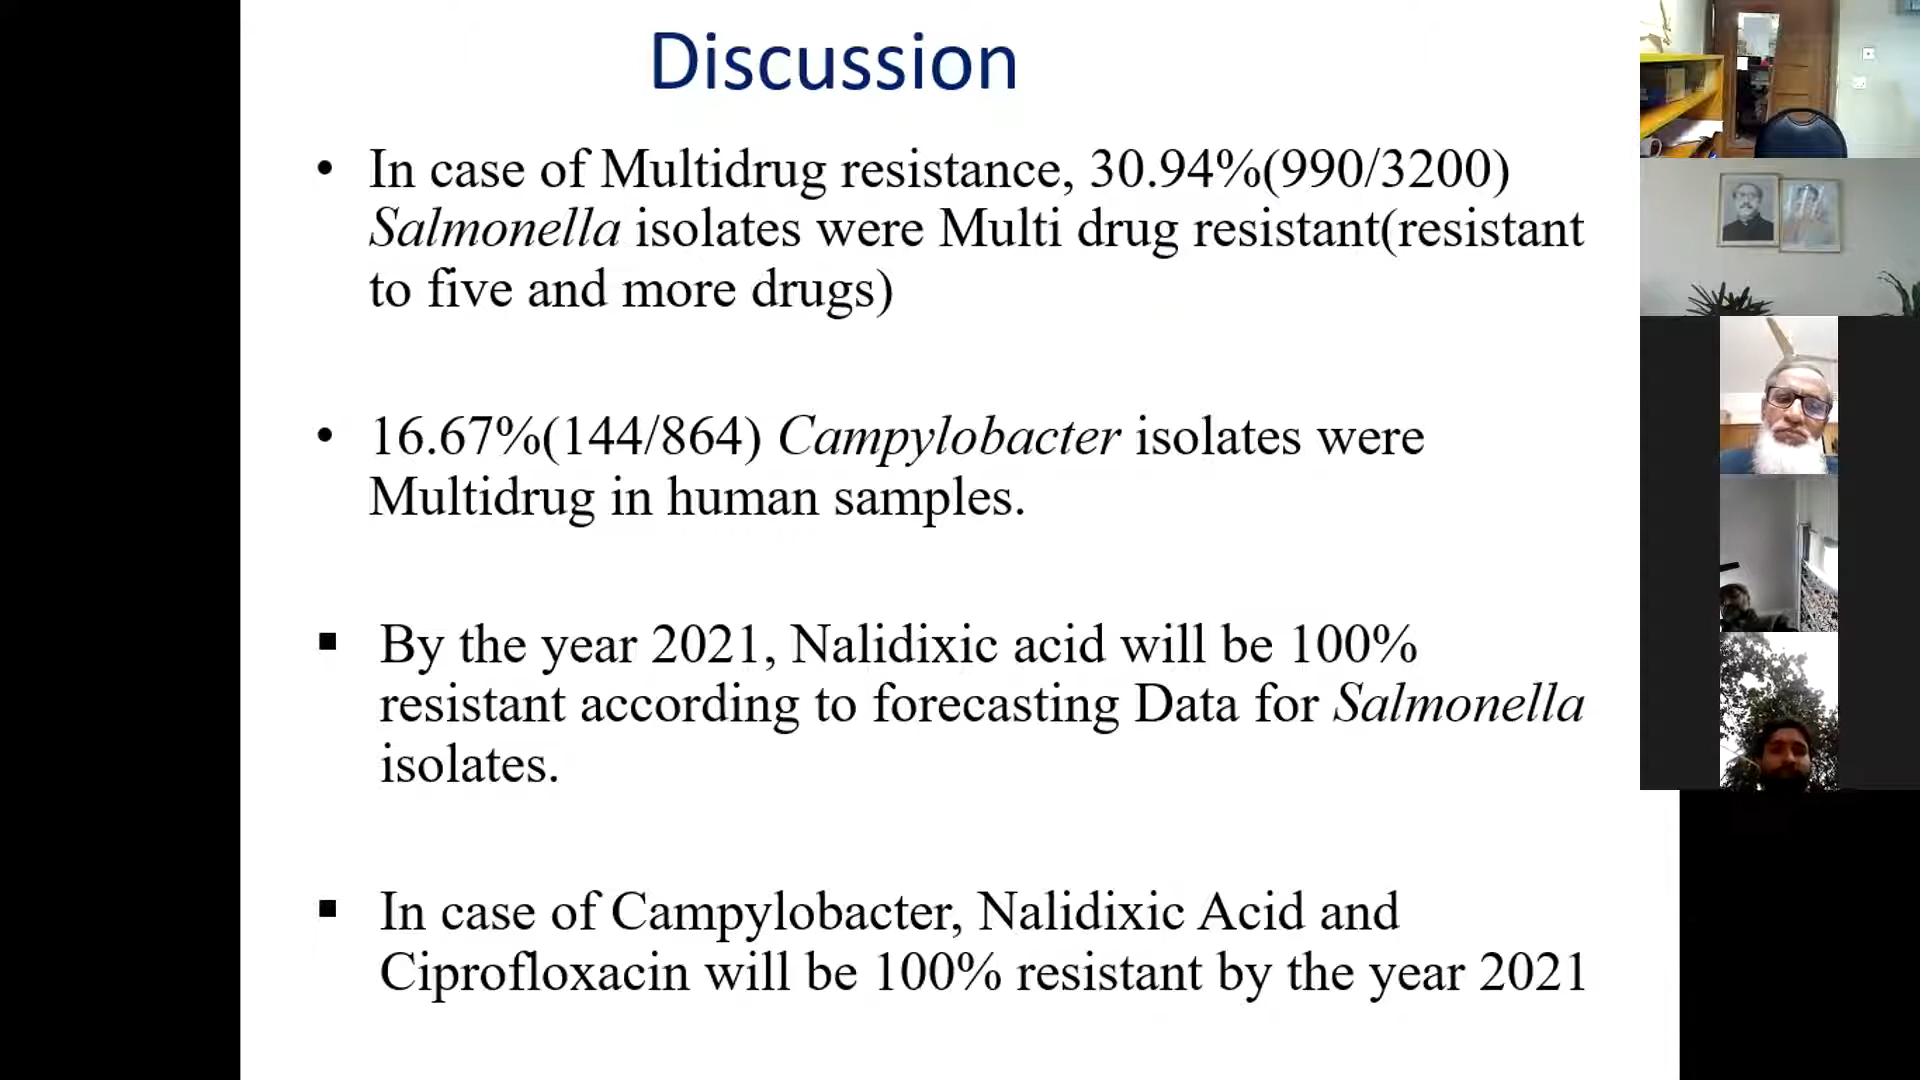 Discussion
• In case of Multidrug resistance, 30.94%(990/3200)
Salmonella isolates were Multi drug resistant(resistant
to five and more drugs)
• 16.67%(144/864) Campylobacter isolates were
Multidrug in human samples.
▪ By the year 2021, Nalidixic acid will be 100%
resistant according to forecasting Data for Salmonella
isolates.
▪ In case of Campylobacter, Nalidixic Acid and
Ciprofloxacin will be 100% resistant by the year 2021